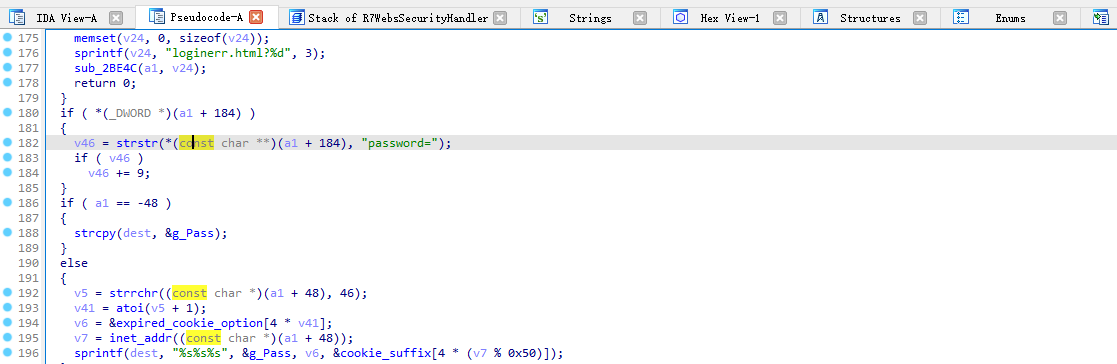 IDA View-A Pseudocode-A Stack of R7WebsSecurityHandler Strings Hex View-1 Structures Enums
175 memset(v24, 0, sizeof(v24));
176 sprintf(v24, "loginerr.html?%d", 3);
177 sub_2BE4C(a1, v24);
178 return 0;
179 }
180 if ( *(_DWORD *)(a1 + 184) )
181 {
182 v46 = strstr(*(const char **)(a1 + 184), "password=");
183 if ( v46 )
184 v46 += 9;
185 }
186 if ( a1 == -48 )
187 {
188 strcpy(dest, &g_Pass);
189 }
190 else
191 {
192 v5 = strrchr((const char *)(a1 + 48), 46);
193 v41 = atoi(v5 + 1);
194 v6 = &expired_cookie_option[4 * v41];
195 v7 = inet_addr((const char *)(a1 + 48));
196 sprintf(dest, "%s%s%s", &g_Pass, v6, &cookie_suffix[4 * (v7 % 0x50)]);